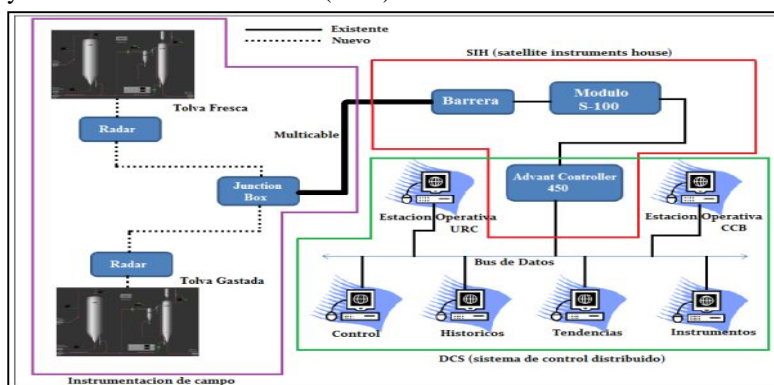 Existente
Nuevo
SIH (satellite instruments house)
Tolva Fresca
Radar
Multicable
Barrera
Modulo
S-100
Junction
Box
Advant Controller
450
Estacion Operativa
URC
Estacion Operativa
CCB
Radar
Tolva Gastada
Bus de Datos
Control
Historicos
Tendencias
Instrumentos
DCS (sistema de control distribuido)
Instrumentacion de campo